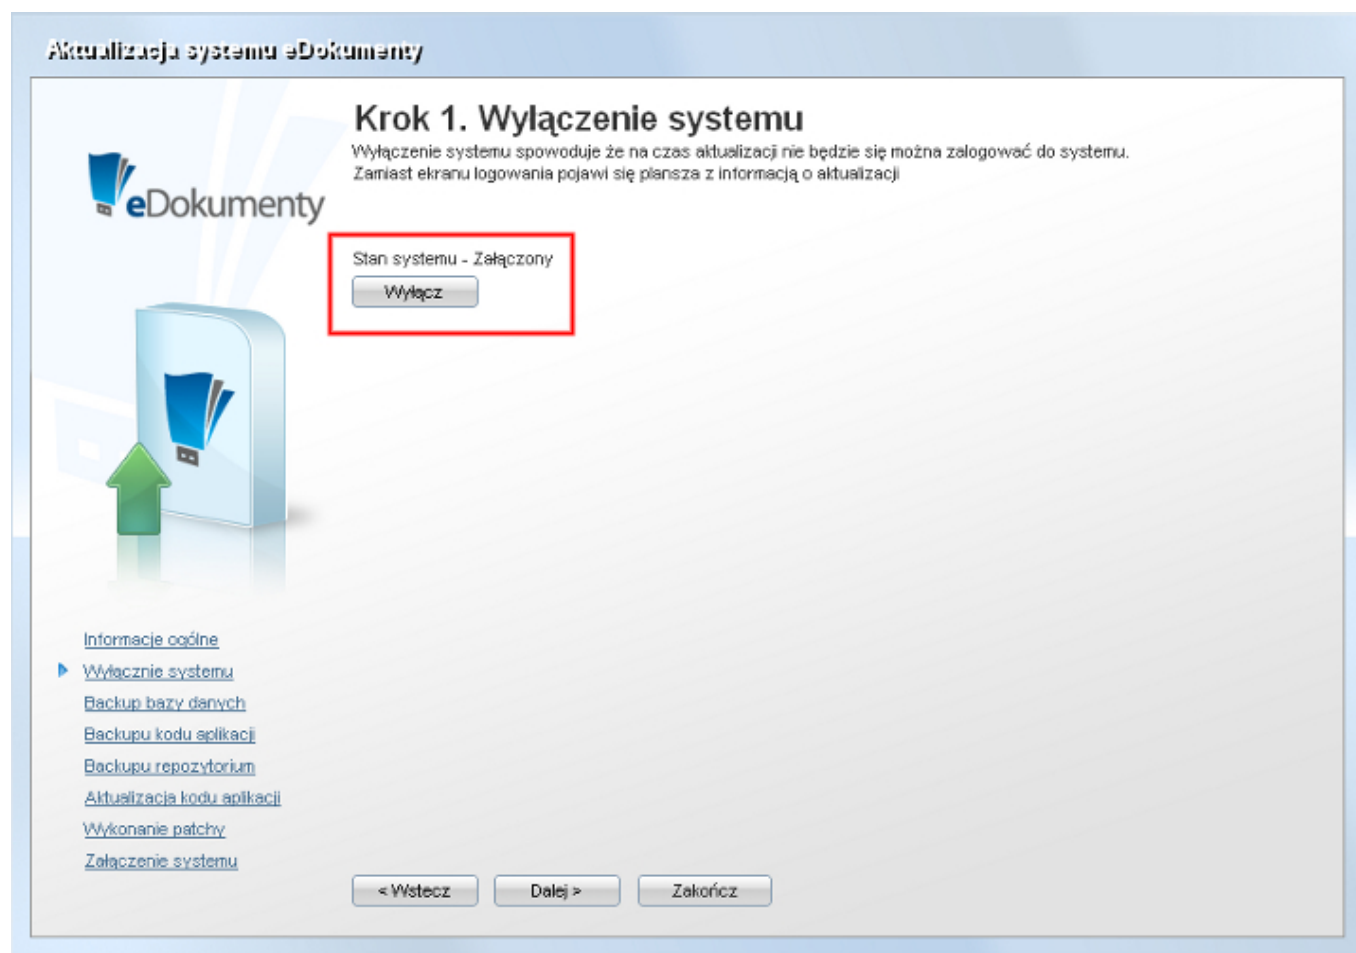 Aktualizacja systemu eDokumenty
Krok 1. Wyłączenie systemu
Wyłączenie systemu spowoduje że na czas aktualizacji nie będzie się można zalogować do systemu.
Zamiast ekranu logowania pojawi się plansza z informacją o aktualizacji
eDokumenty
Stan systemu - Załączony
Wyłącz
Informacje ogólne
Wyłącznie systemu
Backup bazy danych
Backupu kodu aplikacji
Backupu repozytorium
Aktualizacja kodu aplikacji
Wykonanie patchy
Załączenie systemu
< Wstecz
Dalej >
Zakończ